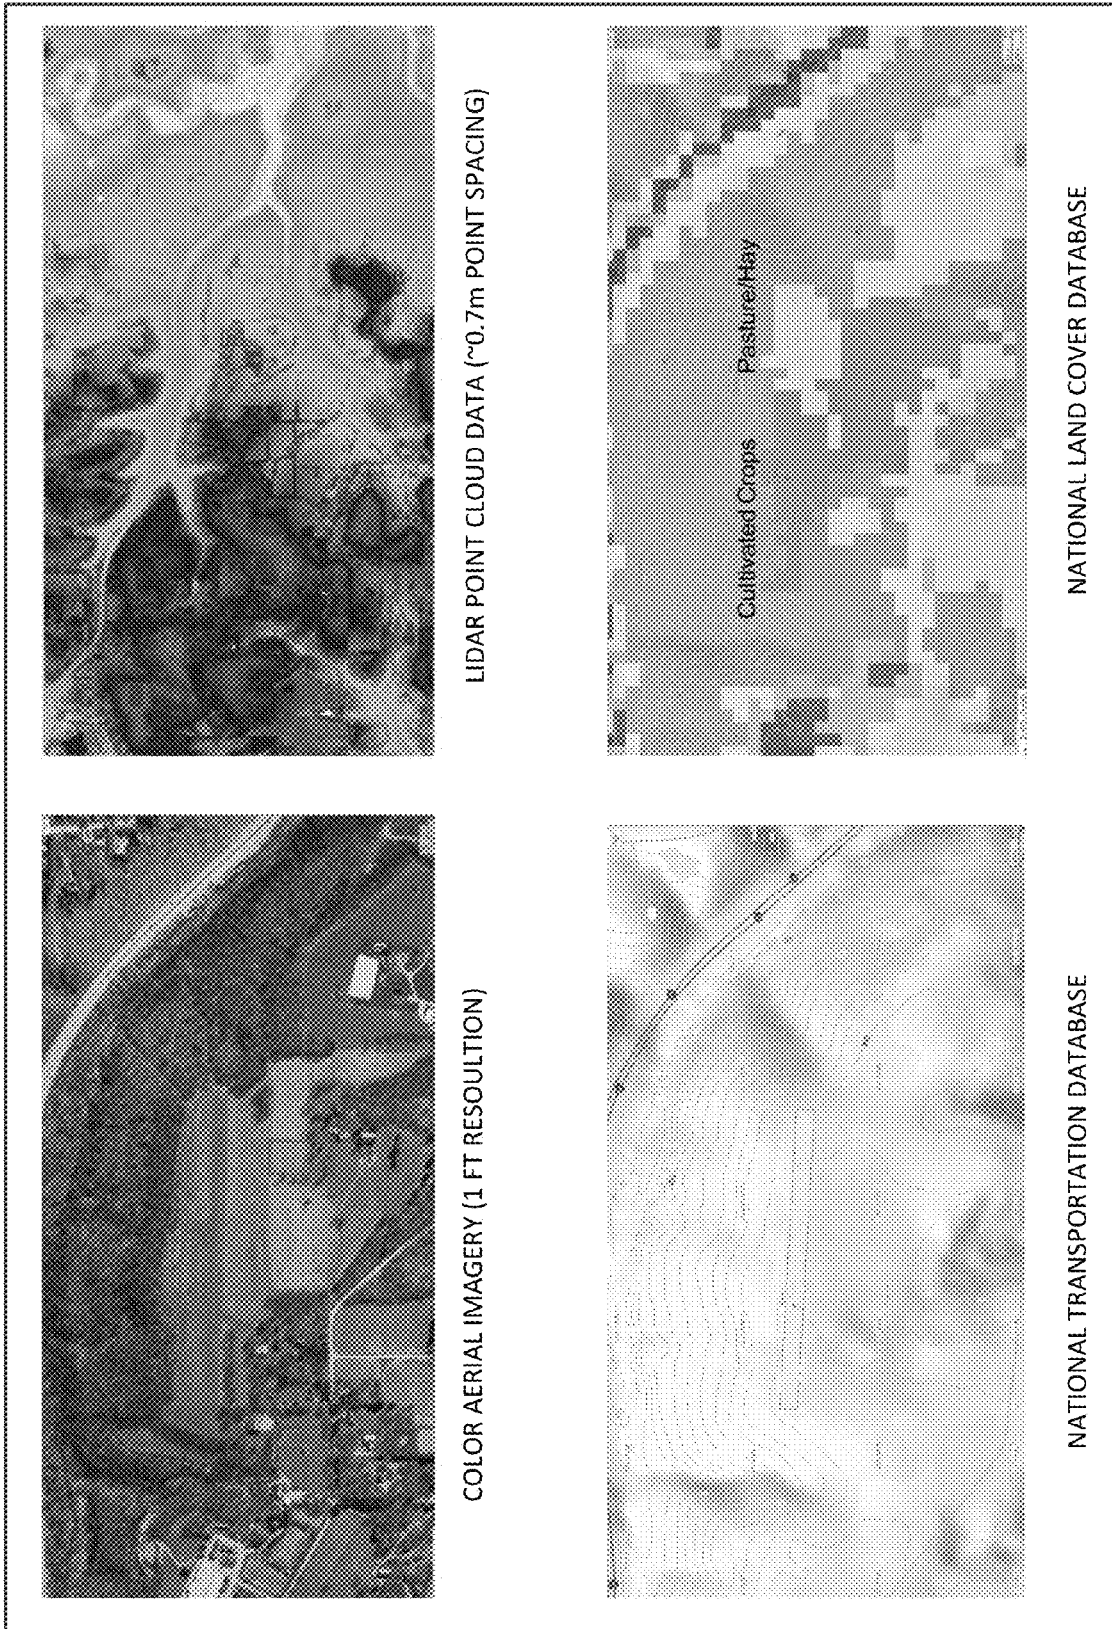 COLOR AERIAL IMAGERY (1 FT RESOULTION)
LIDAR POINT CLOUD DATA (~0.7m POINT SPACING)
Cultivated Crops Pasture/Hay
NATIONAL TRANSPORTATION DATABASE
NATIONAL LAND COVER DATABASE